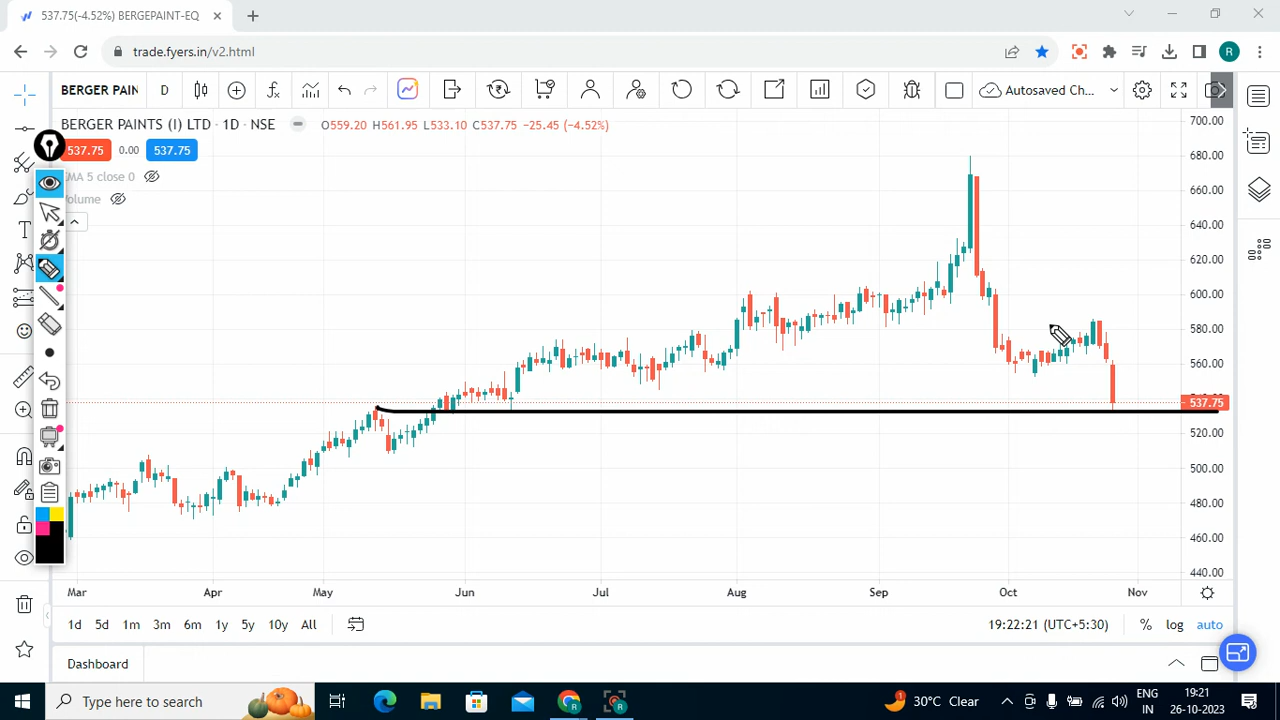 537.75(-4.52%) BERGEPAINT-EQ
trade.fyers.in/v2.html
R
BERGER PAIN D
Autosaved Ch...
BERGER PAINTS (I) LTD · 1D · NSE O559.20 H561.95 L533.10 C537.75 −25.45 (−4.52%)
537.75 0.00 537.75
MA 5 close 0
olume
T
700.00
680.00
660.00
640.00
620.00
600.00
580.00
560.00
537.75
520.00
500.00
480.00
460.00
440.00
Mar Apr May Jun Jul Aug Sep Oct Nov
1d 5d 1m 3m 6m 1y 5y 10y All
19:22:21 (UTC+5:30) % log auto
Dashboard
Type here to search
1 30°C Clear
ENG
IN
19:21
26-10-2023